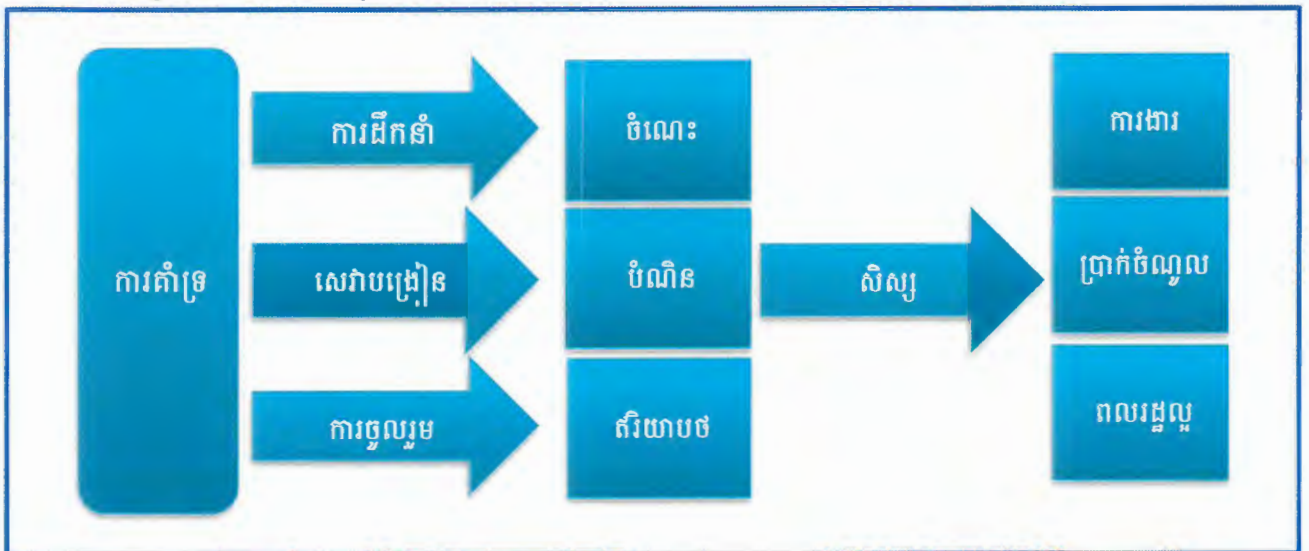 ការគាំទ្រ
ការដឹកនាំ
សេវាបង្រៀន
ការចូលរួម
ចំណេះ
បំណិន
ឥរិយាបថ
សិស្ស
ការងារ
ប្រាក់ចំណូល
ពលរដ្ឋល្អ